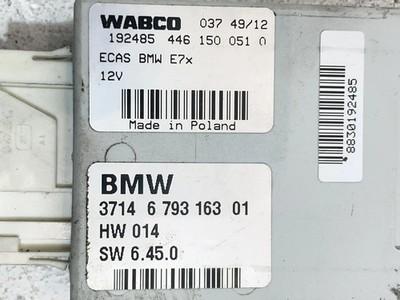 WABCO 037 49/12
192485 446 150 051 0
ECAS BMW E7x
12V
Made in Poland
BMW
3714 6 793 163 01
HW 014
SW 6.45.0
*8830192485